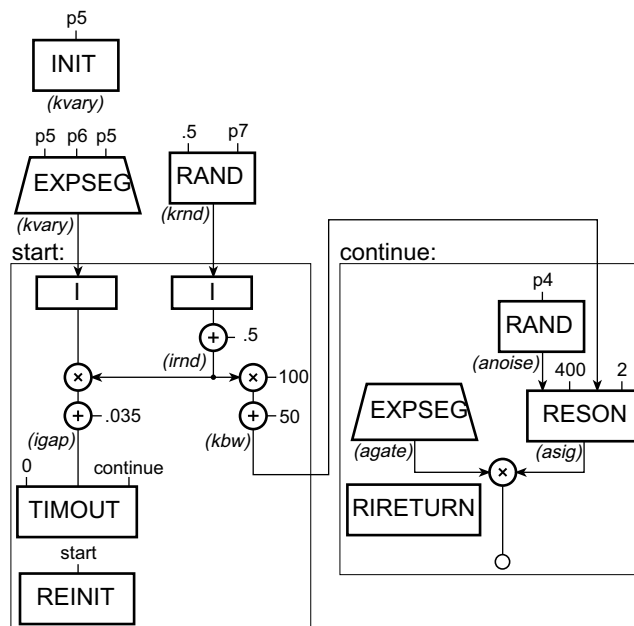 p5
INIT
(kvary)
p5 p6 p5
EXPSEG
(kvary)
.5 p7
RAND
(krnd)
start:
I
I
+ .5
(irnd)
×
× 100
+ .035
(igap)
+ 50
(kbw)
0 continue
TIMOUT
start
REINIT
continue:
p4
RAND
(anoise)
400 2
EXPSEG
(agate)
RESON
(asig)
×
RIRETURN